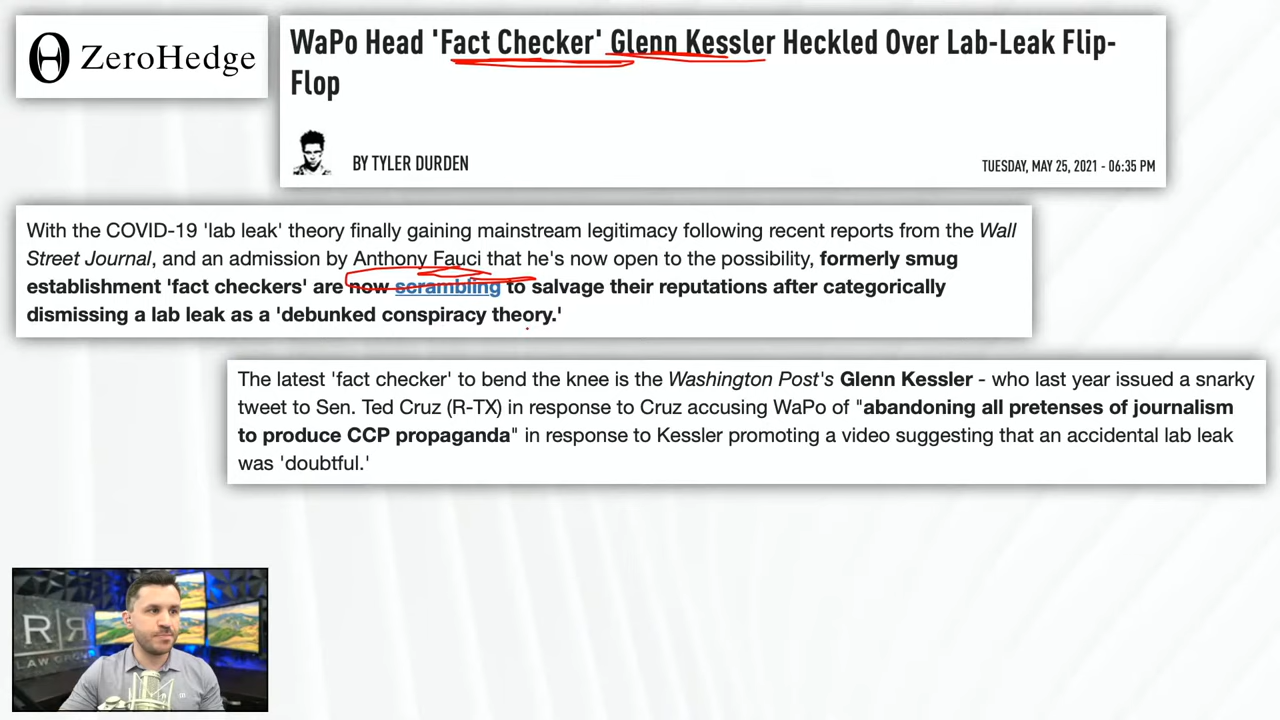 ZeroHedge
WaPo Head 'Fact Checker' Glenn Kessler Heckled Over Lab-Leak Flip-
Flop
BY TYLER DURDEN
TUESDAY, MAY 25, 2021 - 06:35 PM
With the COVID-19 'lab leak' theory finally gaining mainstream legitimacy following recent reports from the Wall
Street Journal, and an admission by Anthony Fauci that he's now open to the possibility, formerly smug
establishment 'fact checkers' are now scrambling to salvage their reputations after categorically
dismissing a lab leak as a 'debunked conspiracy theory.'
The latest 'fact checker' to bend the knee is the Washington Post's Glenn Kessler - who last year issued a snarky
tweet to Sen. Ted Cruz (R-TX) in response to Cruz accusing WaPo of "abandoning all pretenses of journalism
to produce CCP propaganda" in response to Kessler promoting a video suggesting that an accidental lab leak
was 'doubtful.'
R R
LAW GROUP